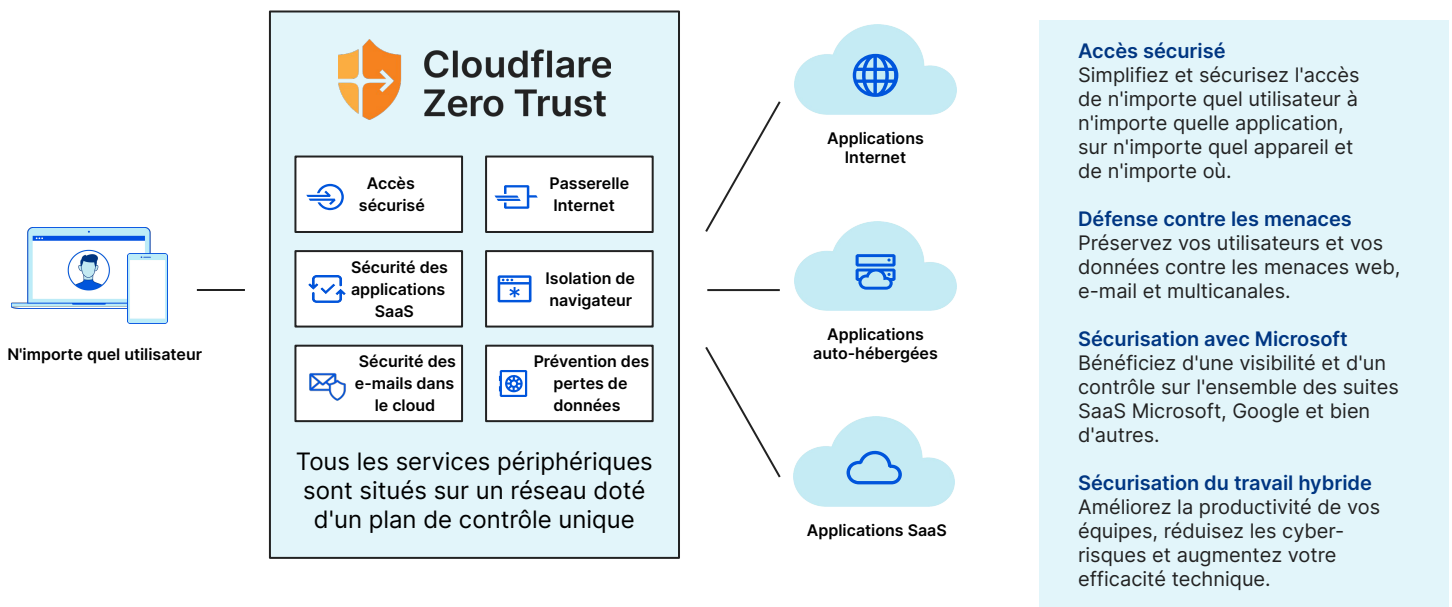 N'importe quel utilisateur
Cloudflare
Zero Trust
Accès
sécurisé
Passerelle
Internet
Sécurité des
applications
SaaS
Isolation de
navigateur
Sécurité des
e-mails dans
le cloud
Prévention des
pertes de
données
Tous les services périphériques
sont situés sur un réseau doté
d'un plan de contrôle unique
Applications
Internet
Applications
auto-hébergées
Applications SaaS
Accès sécurisé
Simplifiez et sécurisez l'accès
de n'importe quel utilisateur à
n'importe quelle application,
sur n'importe quel appareil et
de n'importe où.
Défense contre les menaces
Préservez vos utilisateurs et vos
données contre les menaces web,
e-mail et multicanales.
Sécurisation avec Microsoft
Bénéficiez d'une visibilité et d'un
contrôle sur l'ensemble des suites
SaaS Microsoft, Google et bien
d'autres.
Sécurisation du travail hybride
Améliorez la productivité de vos
équipes, réduisez les cyber-
risques et augmentez votre
efficacité technique.